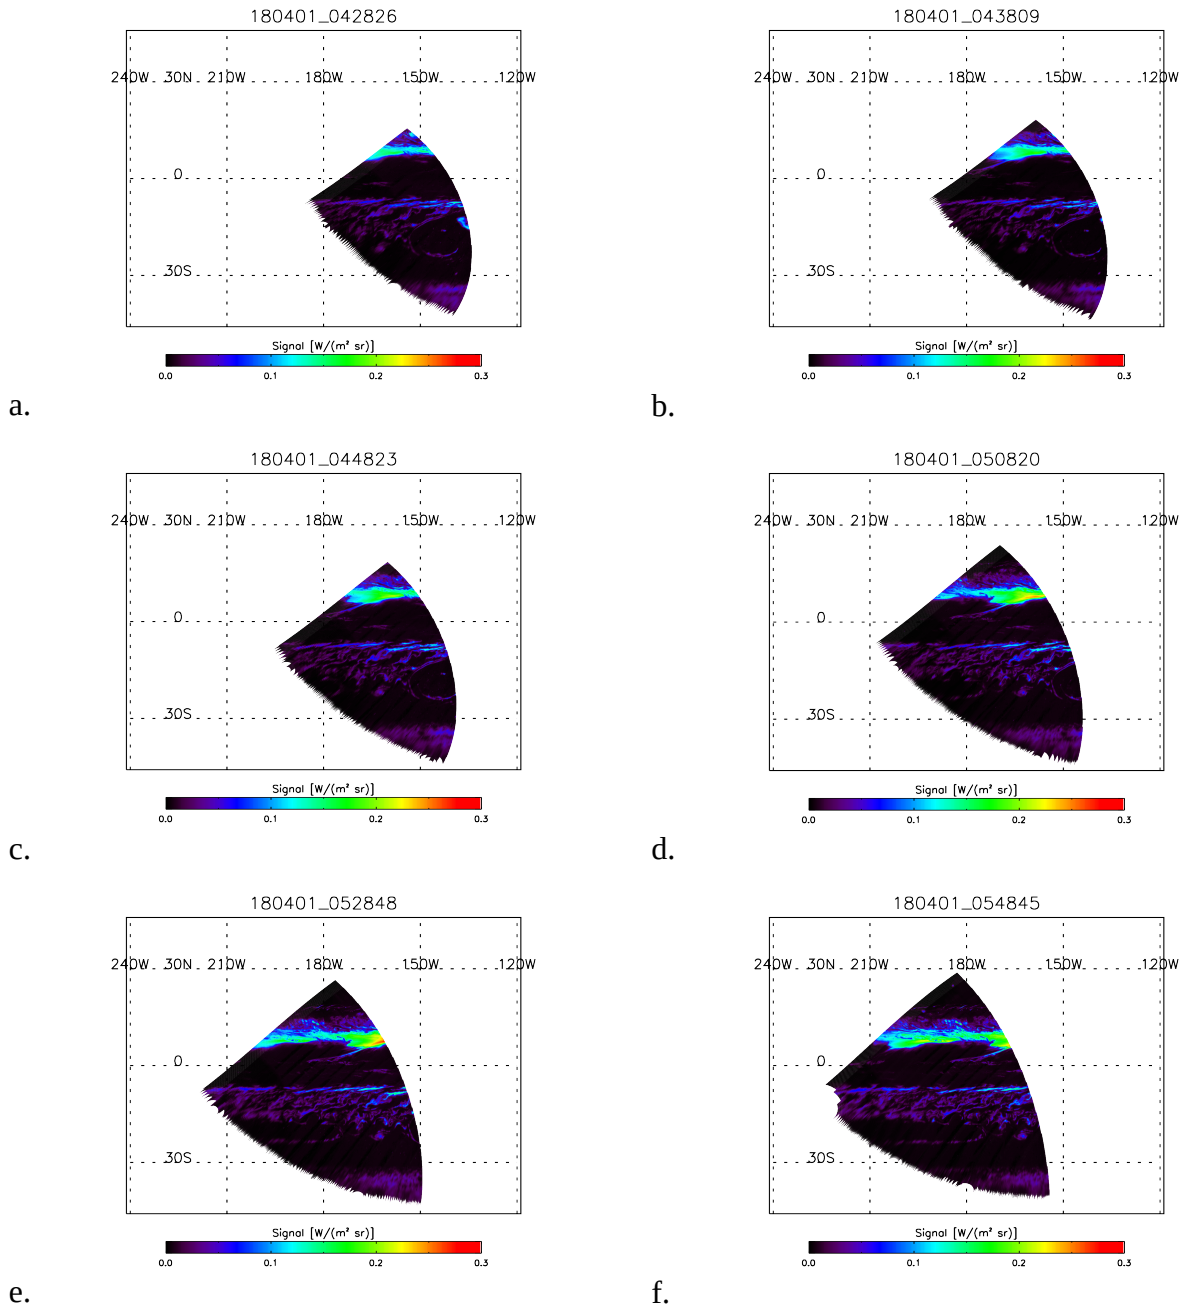 180401_042826
240W 30N 210W 180W 150W 120W
0
30S
Signal [W/(m² sr)]
0.0 0.1 0.2 0.3
a.
180401_043809
240W 30N 210W 180W 150W 120W
0
30S
Signal [W/(m² sr)]
0.0 0.1 0.2 0.3
b.
180401_044823
240W 30N 210W 180W 150W 120W
0
30S
Signal [W/(m² sr)]
0.0 0.1 0.2 0.3
c.
180401_050820
240W 30N 210W 180W 150W 120W
0
30S
Signal [W/(m² sr)]
0.0 0.1 0.2 0.3
d.
180401_052848
240W 30N 210W 180W 150W 120W
0
30S
Signal [W/(m² sr)]
0.0 0.1 0.2 0.3
e.
180401_054845
240W 30N 210W 180W 150W 120W
0
30S
Signal [W/(m² sr)]
0.0 0.1 0.2 0.3
f.